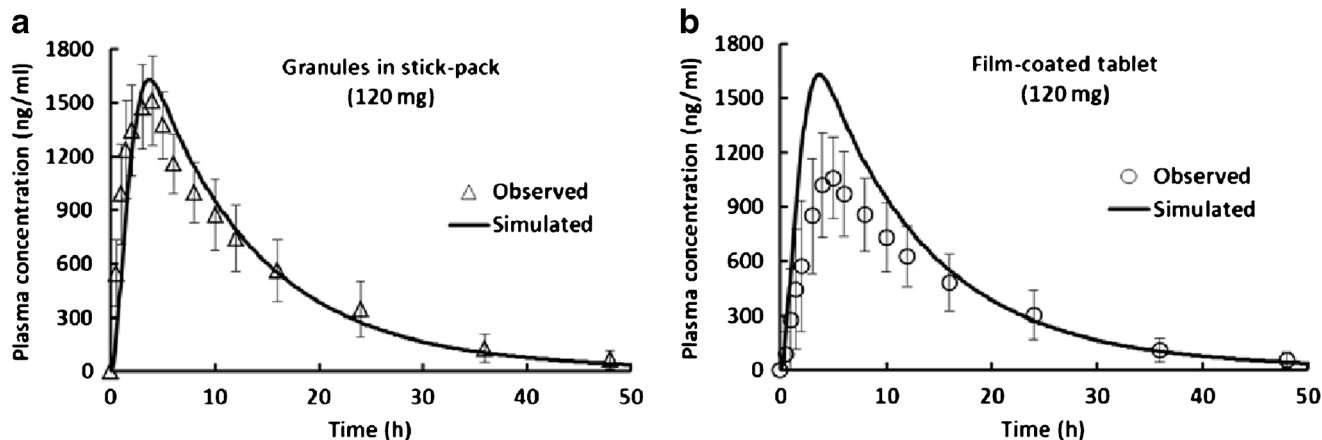 a
Granules in stick-pack
(120 mg)
Observed
Simulated
Plasma concentration (ng/ml)
1800
1500
1200
900
600
300
0
0 10 20 30 40 50
Time (h)
b
Film-coated tablet
(120 mg)
Observed
Simulated
Plasma concentration (ng/ml)
1800
1500
1200
900
600
300
0
0 10 20 30 40 50
Time (h)